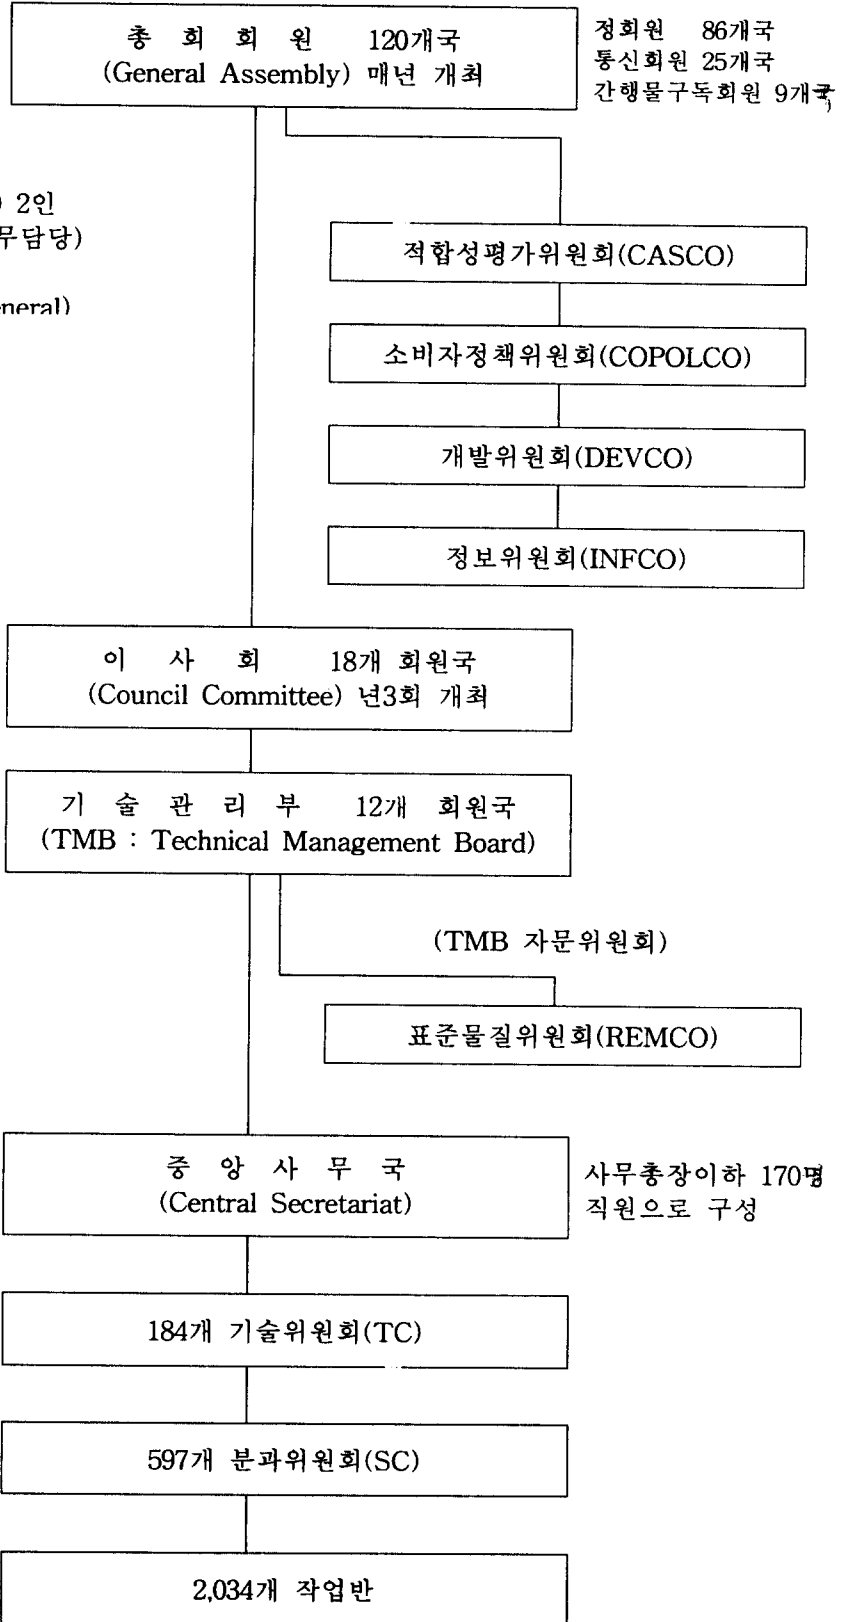 총 회 회 원 120개국
(General Assembly) 매년 개최
정회원 86개국
통신회원 25개국
간행물구독회원 9개국
2인
무담당)
neral)
적합성평가위원회(CASCO)
소비자정책위원회(COPOLCO)
개발위원회(DEVCO)
정보위원회(INFCO)
이 사 회 18개 회원국
(Council Committee) 년3회 개최
기 술 관 리 부 12개 회원국
(TMB : Technical Management Board)
(TMB 자문위원회)
표준물질위원회(REMCO)
중 앙 사 무 국
(Central Secretariat)
사무총장이하 170명
직원으로 구성
184개 기술위원회(TC)
597개 분과위원회(SC)
2,034개 작업반